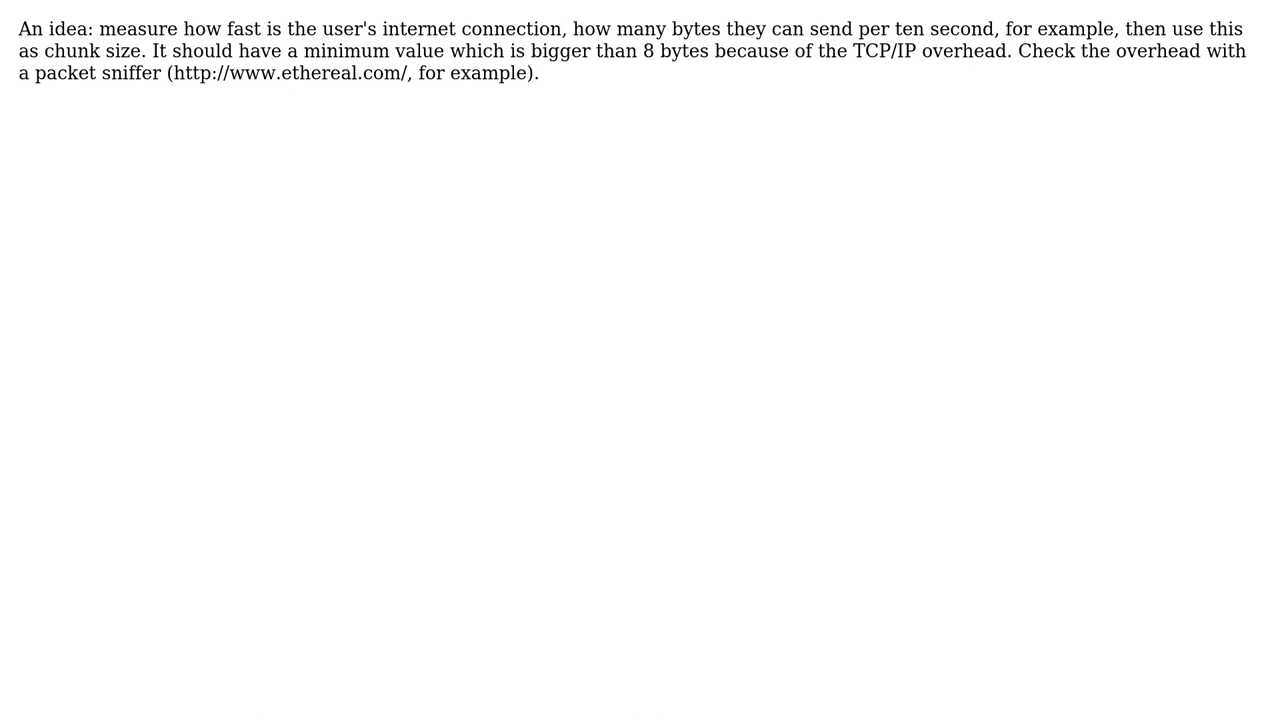 An idea: measure how fast is the user's internet connection, how many bytes they can send per ten second, for example, then use this
as chunk size. It should have a minimum value which is bigger than 8 bytes because of the TCP/IP overhead. Check the overhead with
a packet sniffer (http://www.ethereal.com/, for example).